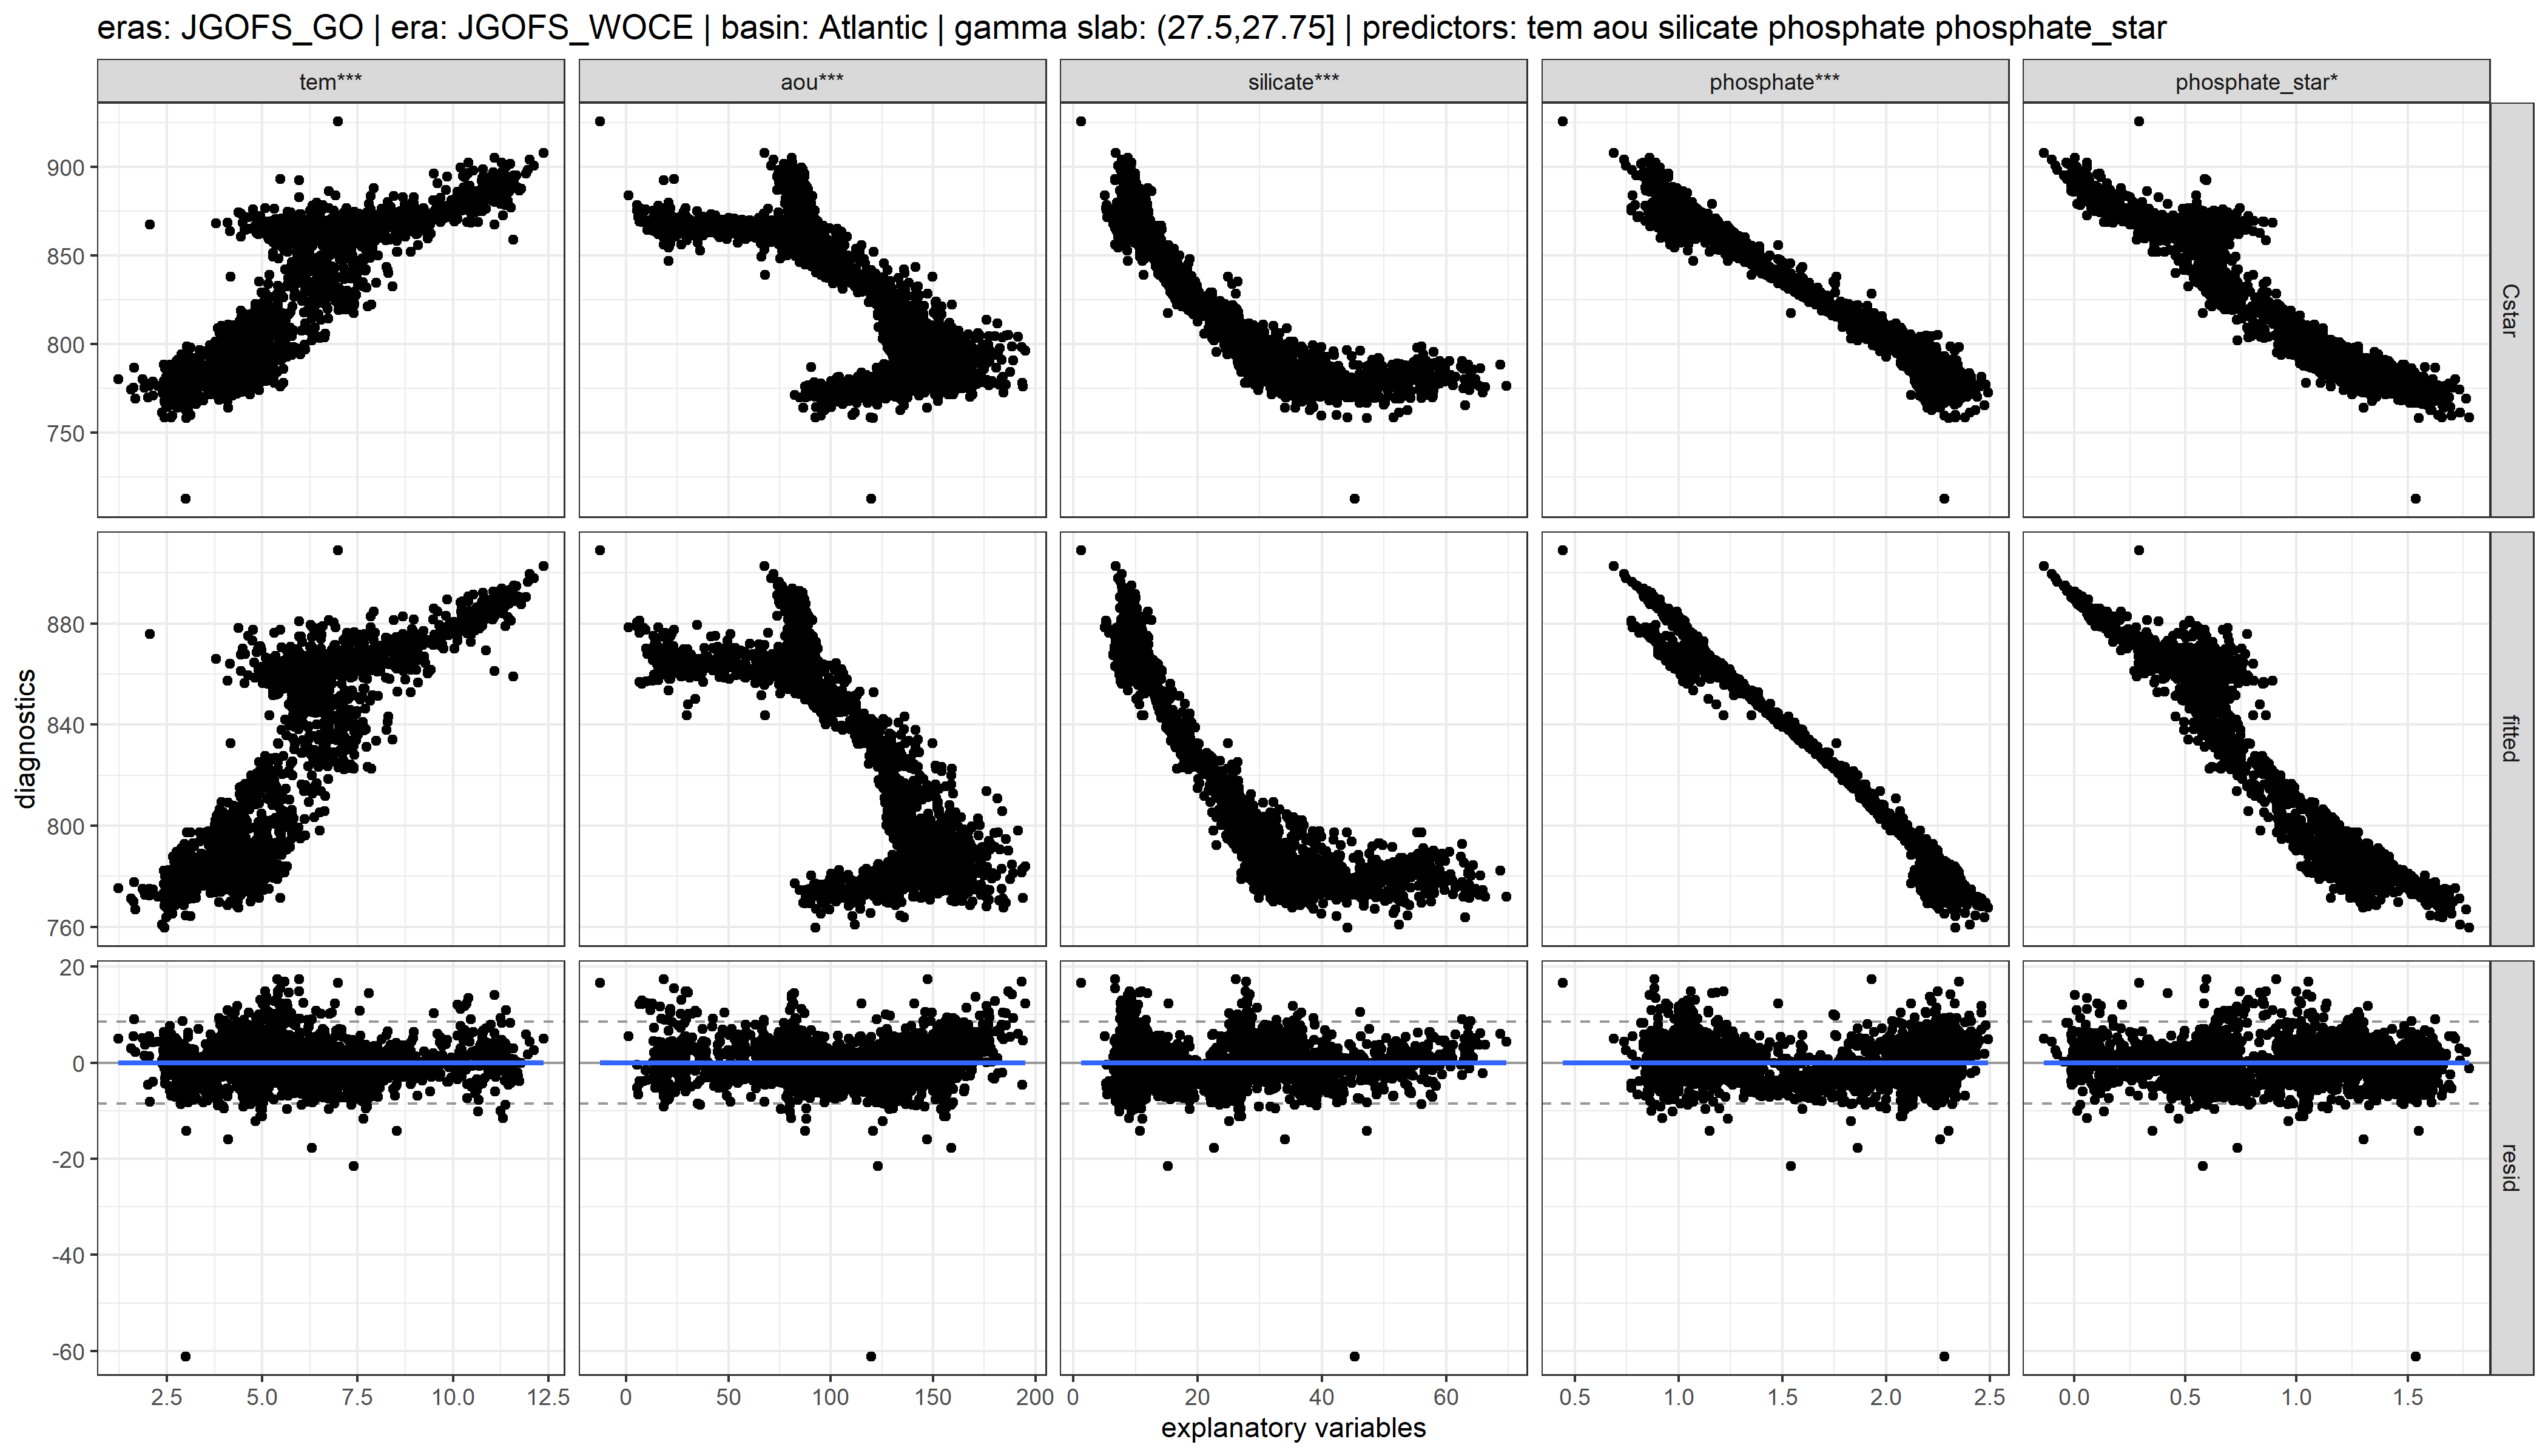 eras: JGOFS_GO | era: JGOFS_WOCE | basin: Atlantic | gamma slab: (27.5,27.75] | predictors: tem aou silicate phosphate phosphate_star
tem*** aou*** silicate*** phosphate*** phosphate_star*
900
850
800
750
Cstar
880
840
800
760
fitted
diagnostics
20
0
-20
-40
-60
resid
2.5 5.0 7.5 10.0 12.5 0 50 100 150 200 0 20 40 60 0.5 1.0 1.5 2.0 2.5 0.0 0.5 1.0 1.5
explanatory variables